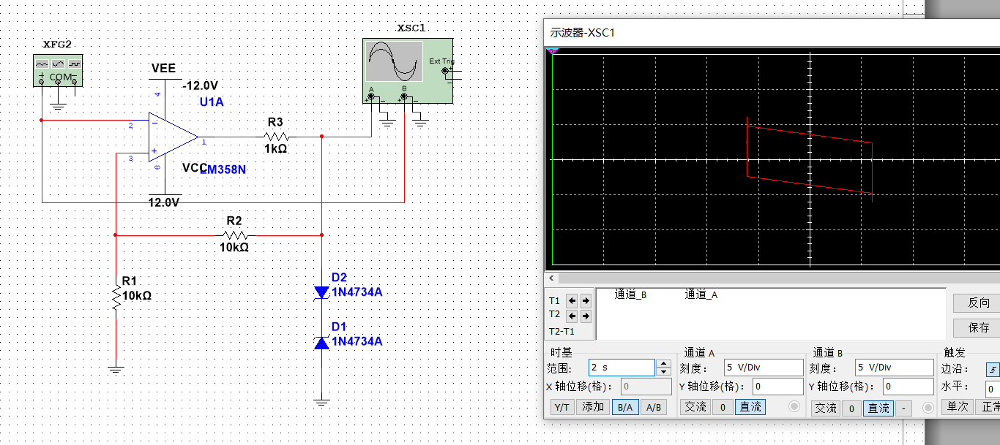 XFG2
COM
VEE
-12.0V
4
U1A
2
3
1
8
VCC
LM358N
12.0V
R3
1kΩ
R2
10kΩ
R1
10kΩ
D2
1N4734A
D1
1N4734A
XSC1
Ext Trig
A
B
示波器-XSC1
T1
T2
T2-T1
通道_B 通道_A
反向
保存
时基
范围: 2 s
X 轴位移(格): 0
Y/T 添加 B/A A/B
通道 A
刻度: 5 V/Div
Y 轴位移(格): 0
交流 0 直流
通道 B
刻度: 5 V/Div
Y 轴位移(格): 0
交流 0 直流 -
触发
边沿:
水平: 0
单次 正常